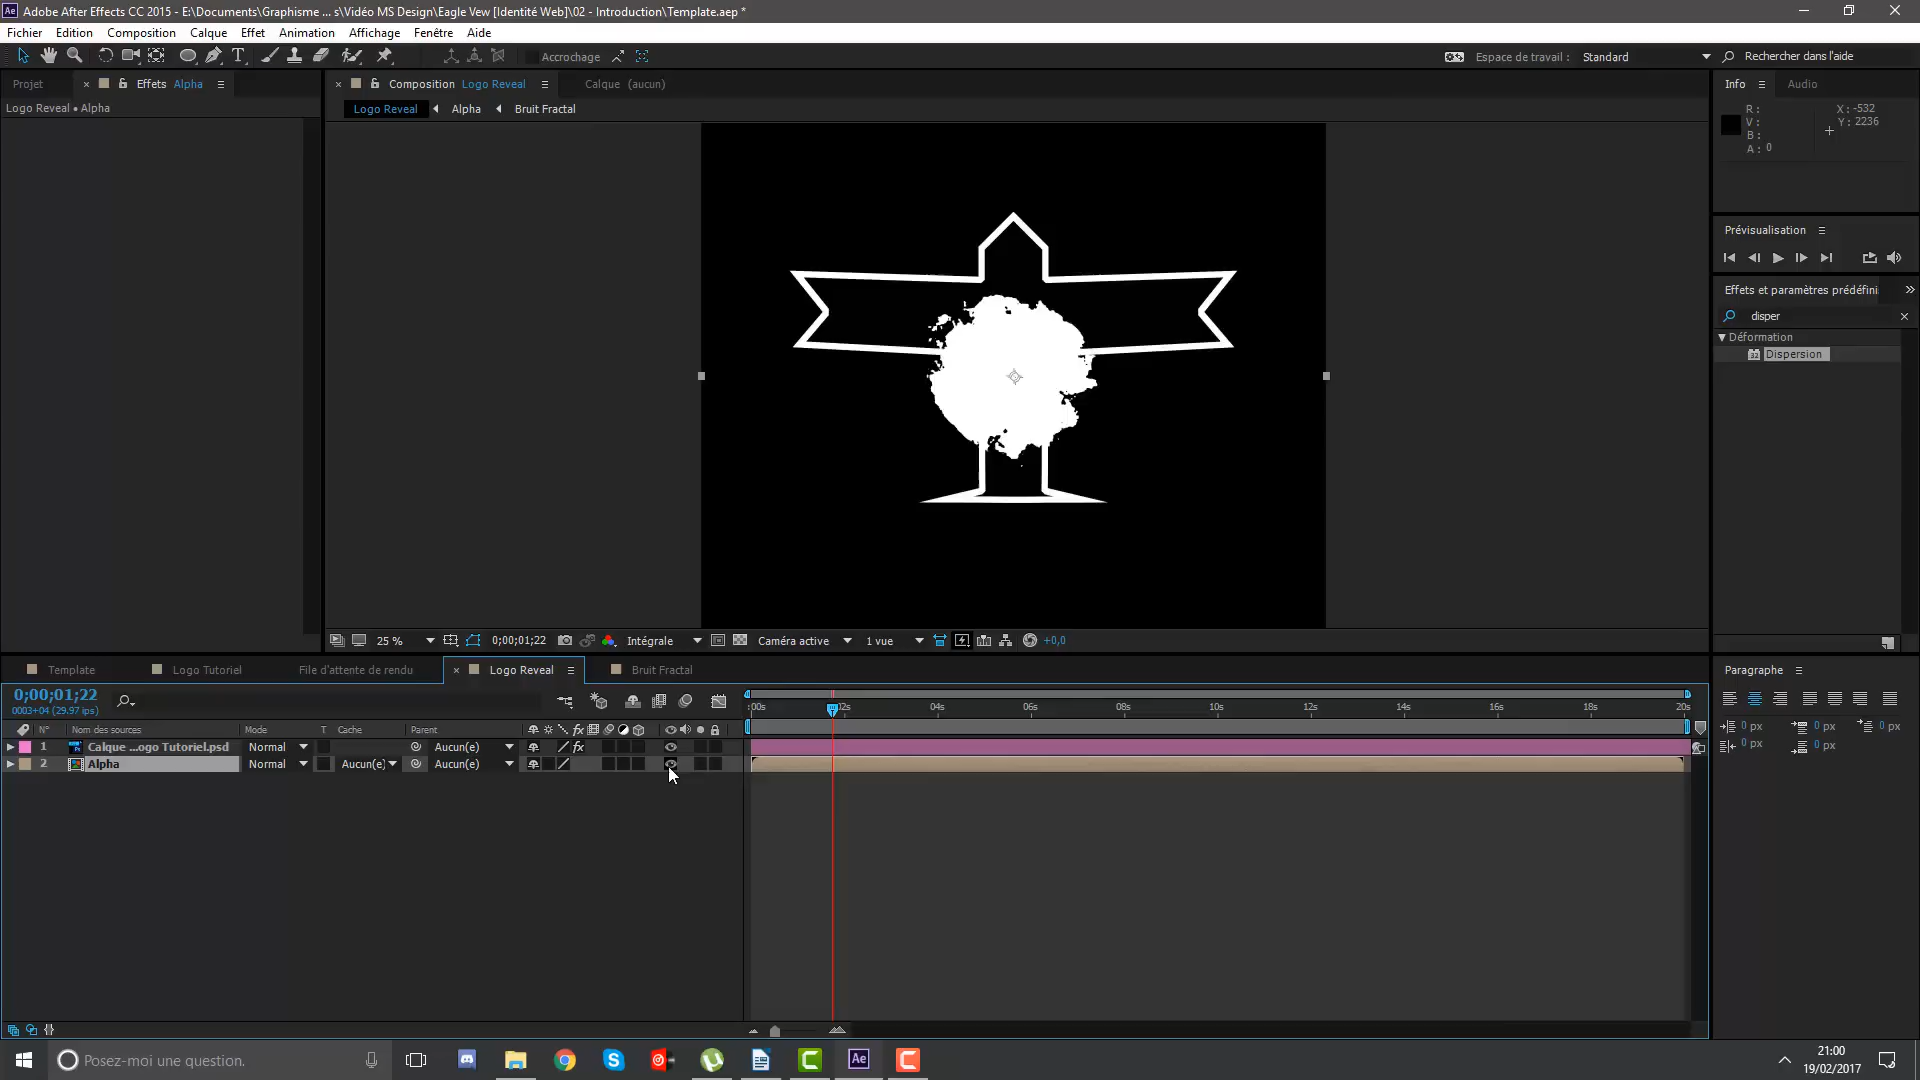 Adobe After Effects CC 2015 - E:\Documents\Graphisme ... s\Vidéo MS Design\Eagle Vew [Identité Web]\02 - Introduction\Template.aep *
Fichier Edition Composition Calque Effet Animation Affichage Fenêtre Aide
Accrochage
Espace de travail : Standard
Rechercher dans l'aide
Projet
Effets Alpha
Composition Logo Reveal
Calque (aucun)
Info
Audio
Logo Reveal • Alpha
Logo Reveal Alpha Bruit Fractal
R :
V :
B :
A : 0
X : -532
Y : 2236
Prévisualisation
Effets et paramètres prédéfini
disper
Déformation
Dispersion
25 %
0;00;01;22
Intégrale
Caméra active
1 vue
+0,0
Template
Logo Tutoriel
File d'attente de rendu
Logo Reveal
Bruit Fractal
Paragraphe
0;00;01;22
0003+04 (29.97 ips)
:00s 02s 04s 06s 08s 10s 12s 14s 16s 18s 20s
N° Nom des sources Mode T Cache Parent
1 Calque ...ogo Tutoriel.psd Normal Aucun(e)
2 Alpha Normal Aucun(e) Aucun(e)
0 px 0 px 0 px
0 px 0 px
Posez-moi une question.
21:00
19/02/2017